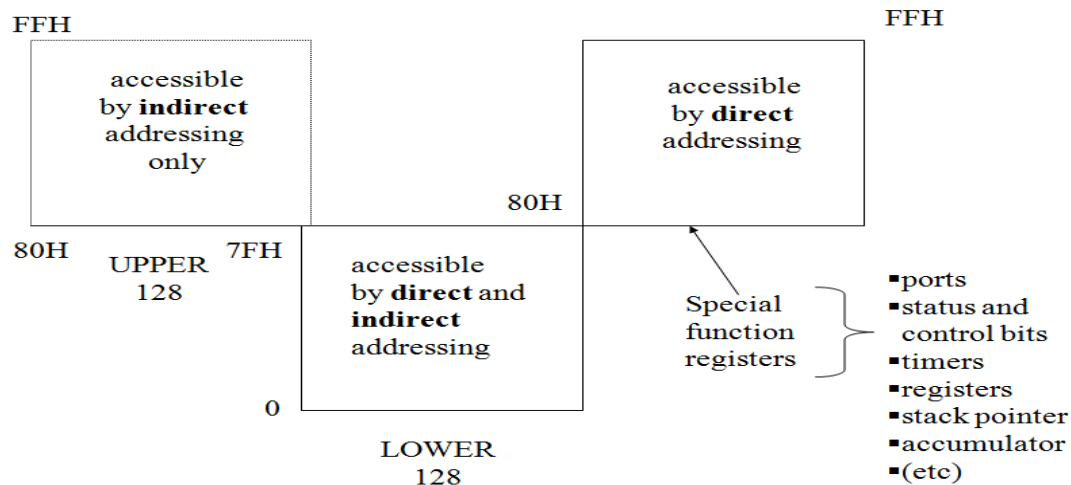 FFH
accessible
by indirect
addressing
only
80H
UPPER
128
7FH
accessible
by direct and
indirect
addressing
0
LOWER
128
FFH
accessible
by direct
addressing
80H
Special
function
registers
▪ports
▪status and
control bits
▪timers
▪registers
▪stack pointer
▪accumulator
▪(etc)